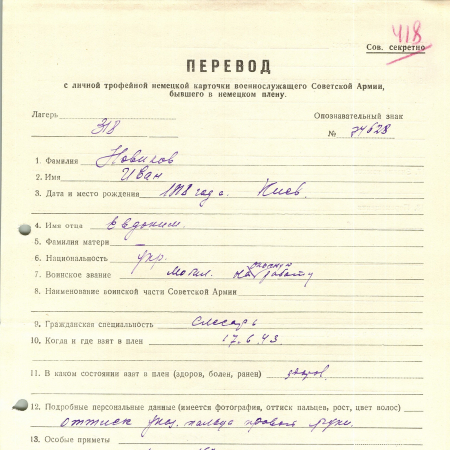 418
Сов. секретно
ПЕРЕВОД
с личной трофейной немецкой карточки военнослужащего Советской Армии,
бывшего в немецком плену.
Лагерь 318
Опознавательный знак
№ 74628
1. Фамилия Новиков
2. Имя Иван
3. Дата и место рождения 1918 года. Киев.
4. Имя отца Евдоким.
5. Фамилия матери —
6. Национальность укр.
7. Воинское звание на работу
8. Наименование воинской части Советской Армии
9. Гражданская специальность слесарь
10. Когда и где взят в плен 17.6.43
11. В каком состоянии взят в плен (здоров, болен, ранен) здоров.
12. Подробные персональные данные (имеется фотография, оттиск пальцев, рост, цвет волос)
оттиск указ. пальца правой руки.
13. Особые приметы